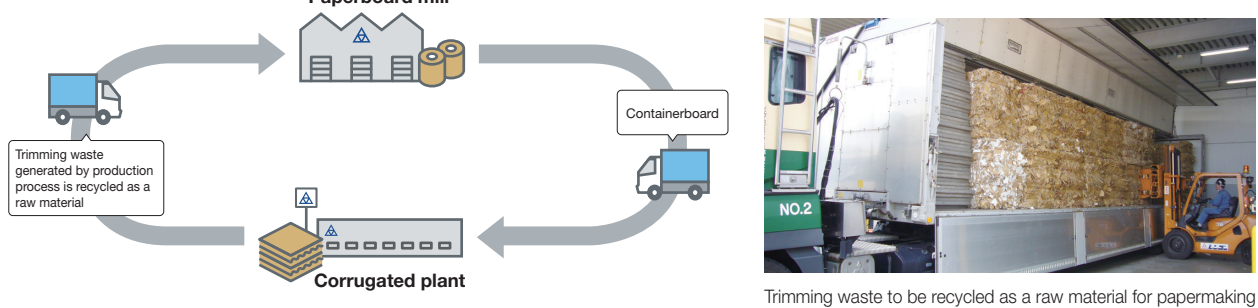 Paperboard mill
Containerboard
Trimming waste
generated by production
process is recycled as a
raw material
Corrugated plant
NO.2
Trimming waste to be recycled as a raw material for papermaking